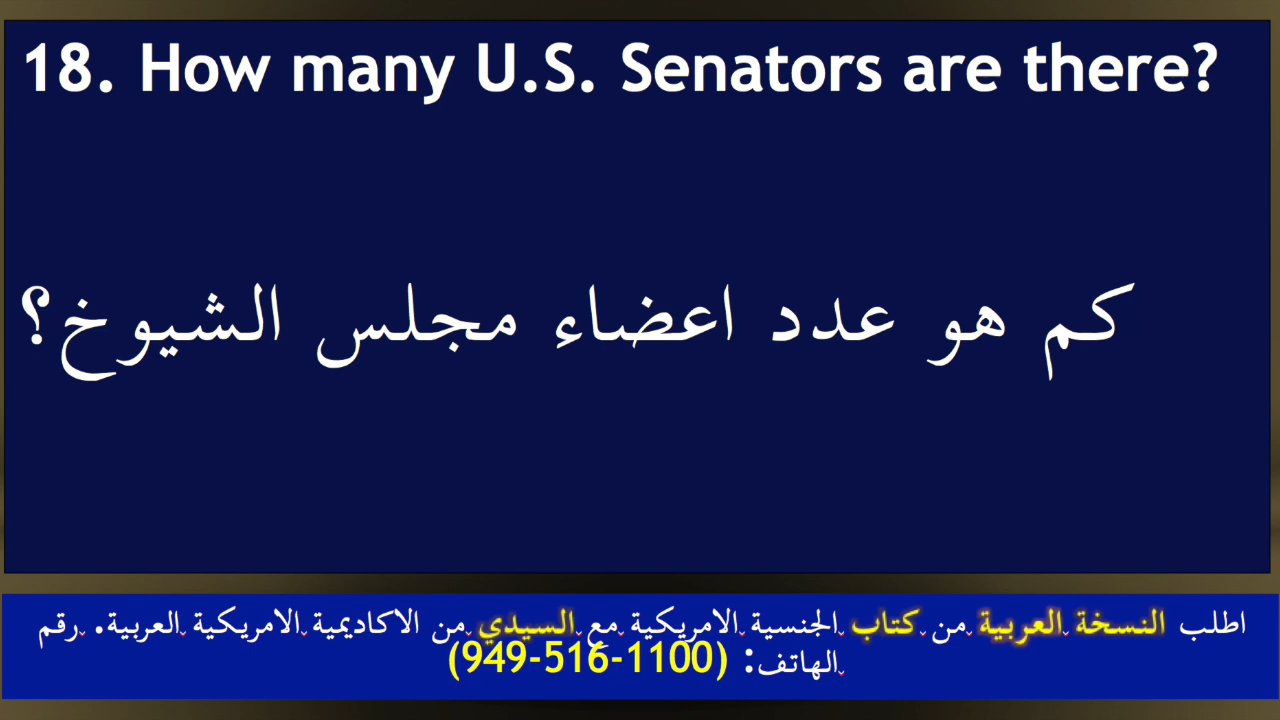 18. How many U.S. Senators are there?
كم هو عدد اعضاء مجلس الشيوخ؟
اطلب النسخة العربية من كتاب الجنسية الامريكية مع السيدي من الاكاديمية الامريكية العربية. رقم
الهاتف: (949-516-1100)